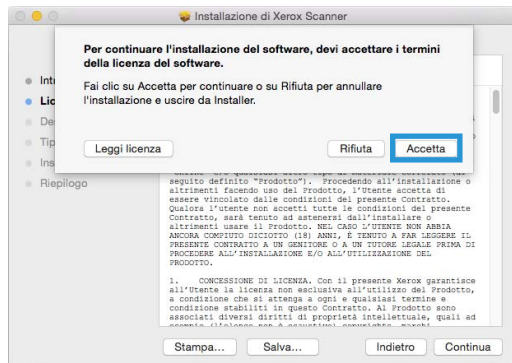 Installazione di Xerox Scanner
Per continuare l'installazione del software, devi accettare i termini
della licenza del software.
Fai clic su Accetta per continuare o su Rifiuta per annullare
l'installazione e uscire da Installer.
Leggi licenza
Rifiuta
Accetta
Lic
De
Tip
Ins
Riepilogo
seguito definito "Prodotto"). Procedendo all'installazione o
altrimenti facendo uso del Prodotto, l'Utente accetta di
essere vincolato dalle condizioni del presente Contratto.
Qualora l'utente non accetti tutte le condizioni del presente
Contratto, sarà tenuto ad astenersi dall'installare o
altrimenti usare il Prodotto. NEL CASO L'UTENTE NON ABBIA
ANCORA COMPIUTO DICIOTTO (18) ANNI, È TENUTO A FAR LEGGERE IL
PRESENTE CONTRATTO A UN GENITORE O A UN TUTORE LEGALE PRIMA DI
PROCEDERE ALL'INSTALLAZIONE E/O ALL'UTILIZZAZIONE DEL
PRODOTTO.
1. CONCESSIONE DI LICENZA. Con il presente Xerox garantisce
all'Utente la licenza non esclusiva all'utilizzo del Prodotto,
a condizione che si attenga a ogni e qualsiasi termine e
condizione stabiliti in questo Contratto. Al Prodotto sono
associati diversi diritti di proprietà intellettuale, quali ad
Stampa...
Salva...
Indietro
Continua